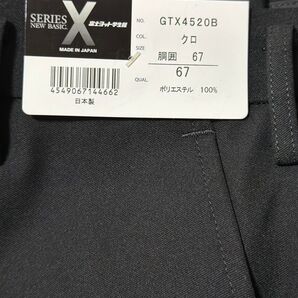 SERIES
NEW BASIC.
X
MADE IN JAPAN
富士ヨット学生服
4549067144662
日本製
NO. GTX4520B
COL. クロ
SIZE 胴囲 67
67
QUAL. ポリエステル 100%